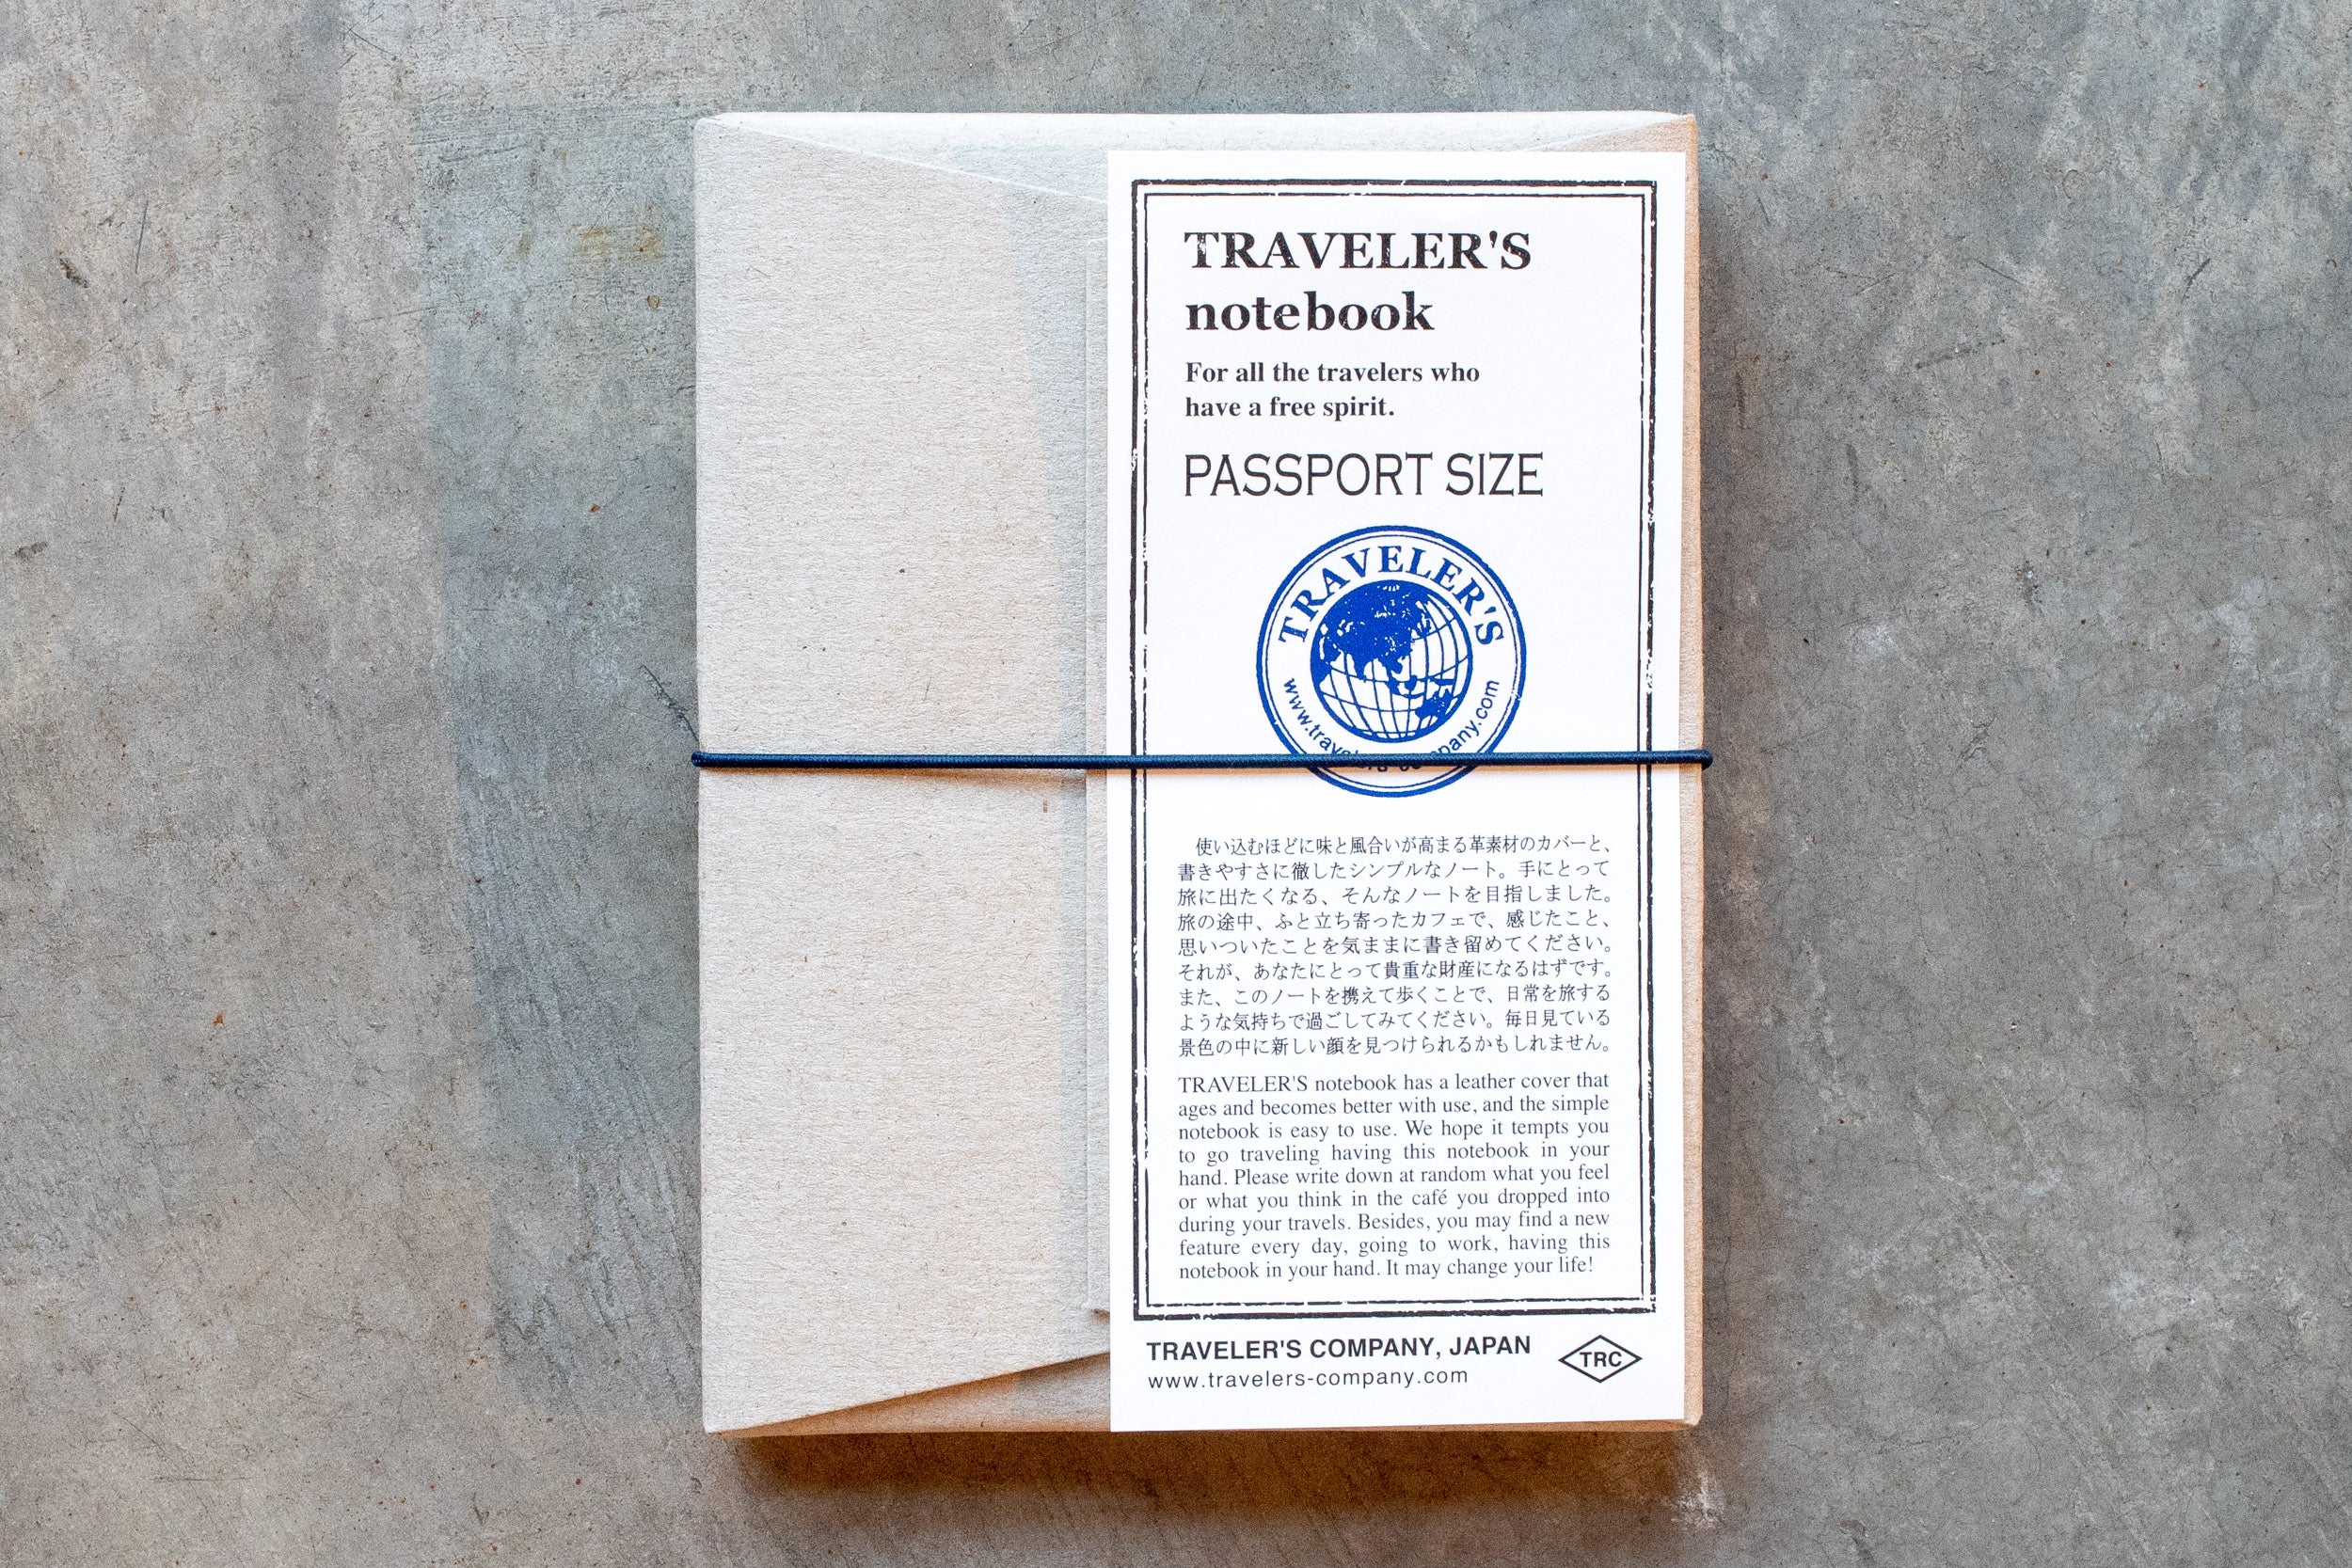 TRAVELER'S
notebook
For all the travelers who
have a free spirit.
PASSPORT SIZE
TRAVELER'S
www.travelers-company.com
使い込むほどに味と風合いが高まる革素材のカバーと、
書きやすさに徹したシンプルなノート。手にとって
旅に出たくなる、そんなノートを目指しました。
旅の途中、ふと立ち寄ったカフェで、感じたこと、
思いついたことを気ままに書き留めてください。
それが、あなたにとって貴重な財産になるはずです。
また、このノートを携えて歩くことで、日常を旅する
ような気持ちで過ごしてみてください。毎日見ている
景色の中に新しい顔を見つけられるかもしれません。
TRAVELER'S notebook has a leather cover that
ages and becomes better with use, and the simple
notebook is easy to use. We hope it tempts you
to go traveling having this notebook in your
hand. Please write down at random what you feel
or what you think in the café you dropped into
during your travels. Besides, you may find a new
feature every day, going to work, having this
notebook in your hand. It may change your life!
TRAVELER'S COMPANY, JAPAN
www.travelers-company.com
TRC